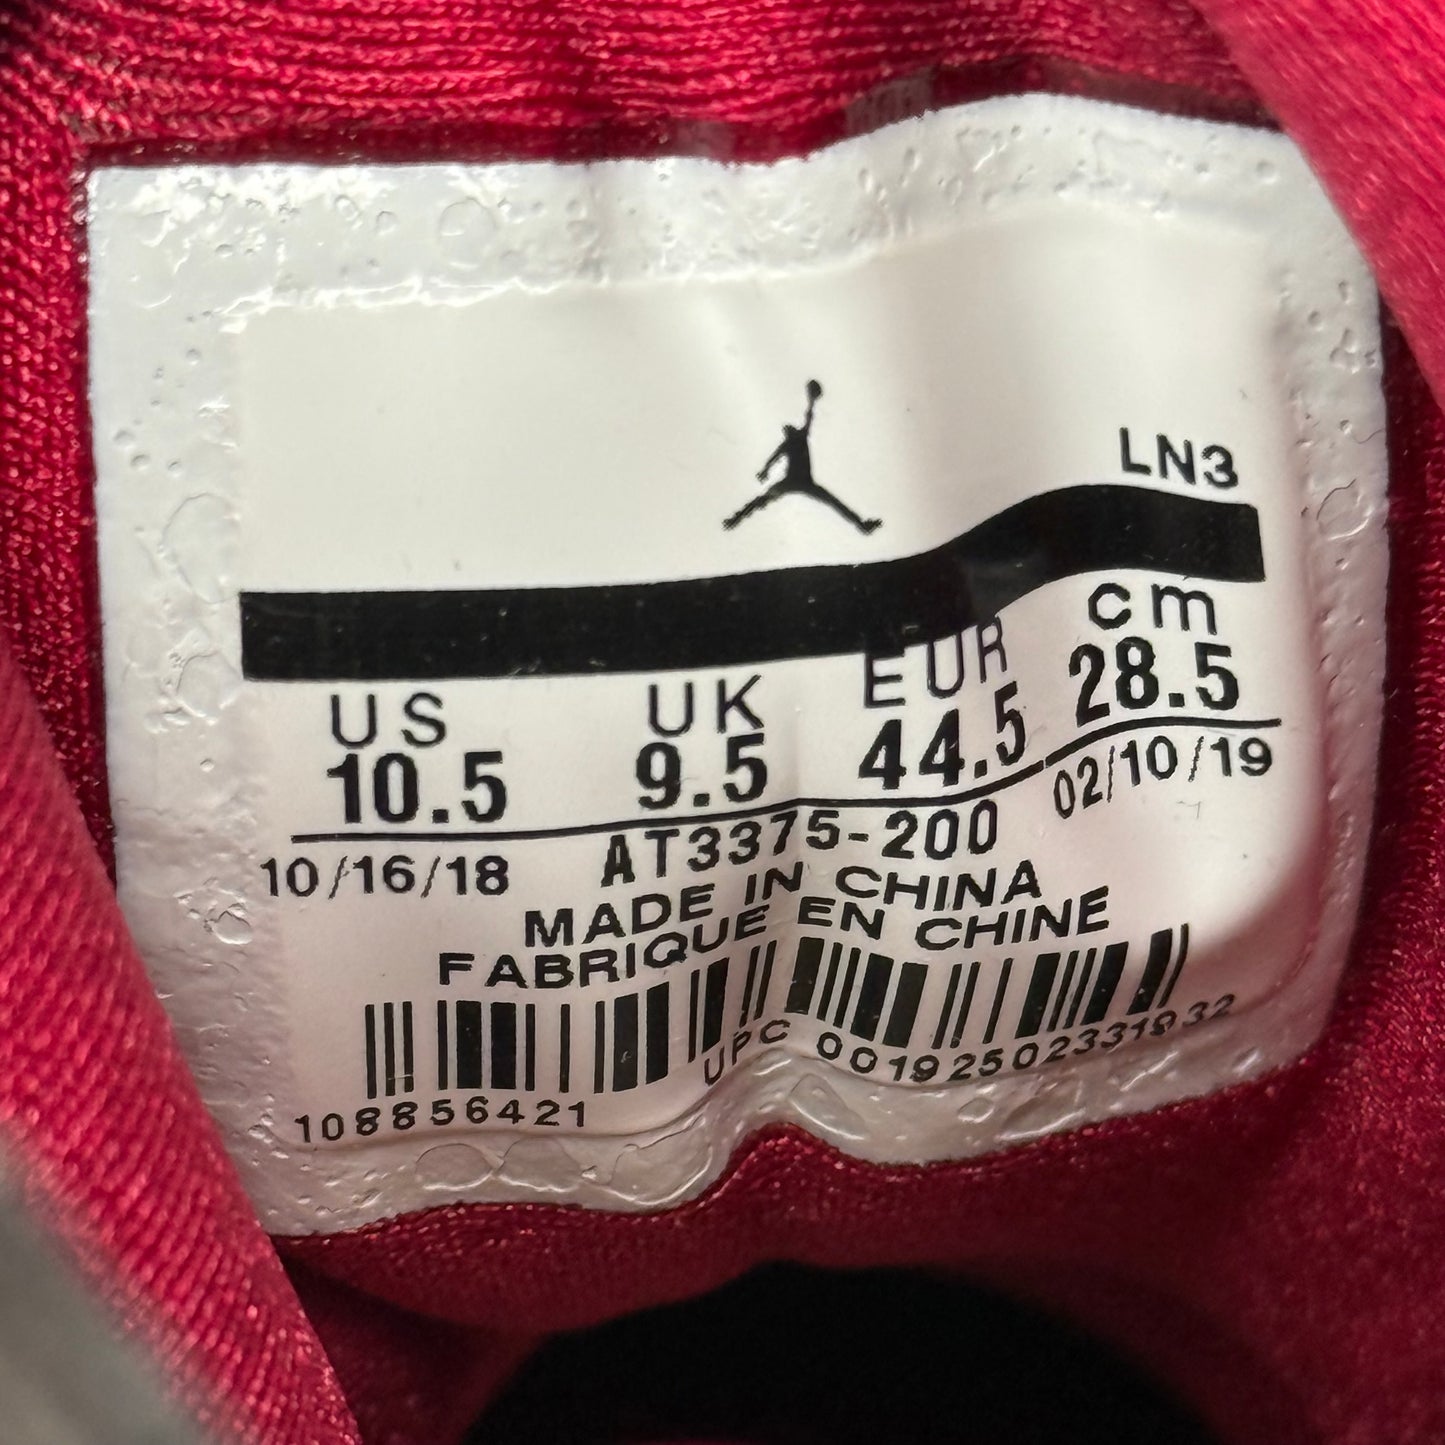 LN3
US UK EUR cm
10.5 9.5 44.5 28.5
10/16/18 AT3375-200 02/10/19
MADE IN CHINA
FABRIQUE EN CHINE
1088856421 UPC 00192502331932